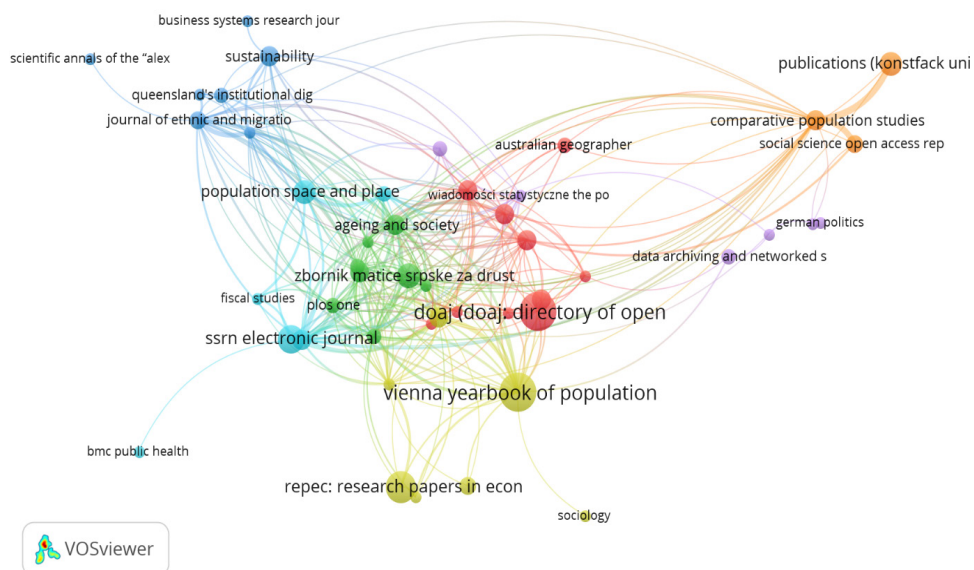 business systems research jour
scientific annals of the “alex
sustainability
publications (konstfack uni
queensland's institutional dig
journal of ethnic and migratio
comparative population studies
australian geographer
social science open access rep
population space and place
wiadomości statystyczne the po
ageing and society
german politics
data archiving and networked s
zbornik matice srpske za drust
fiscal studies
plos one
doaj (doaj: directory of open
ssrn electronic journal
vienna yearbook of population
bmc public health
repec: research papers in econ
sociology
VOSviewer